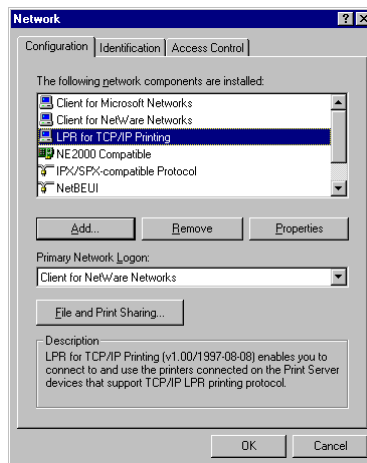 Network
Configuration Identification Access Control
The following network components are installed:
Client for Microsoft Networks
Client for NetWare Networks
LPR for TCP/IP Printing
NE2000 Compatible
IPX/SPX-compatible Protocol
NetBEUI
Add... Remove Properties
Primary Network Logon:
Client for NetWare Networks
File and Print Sharing...
Description
LPR for TCP/IP Printing (v1.00/1997-08-08) enables you to
connect to and use the printers connected on the Print Server
devices that support TCP/IP LPR printing protocol.
OK Cancel